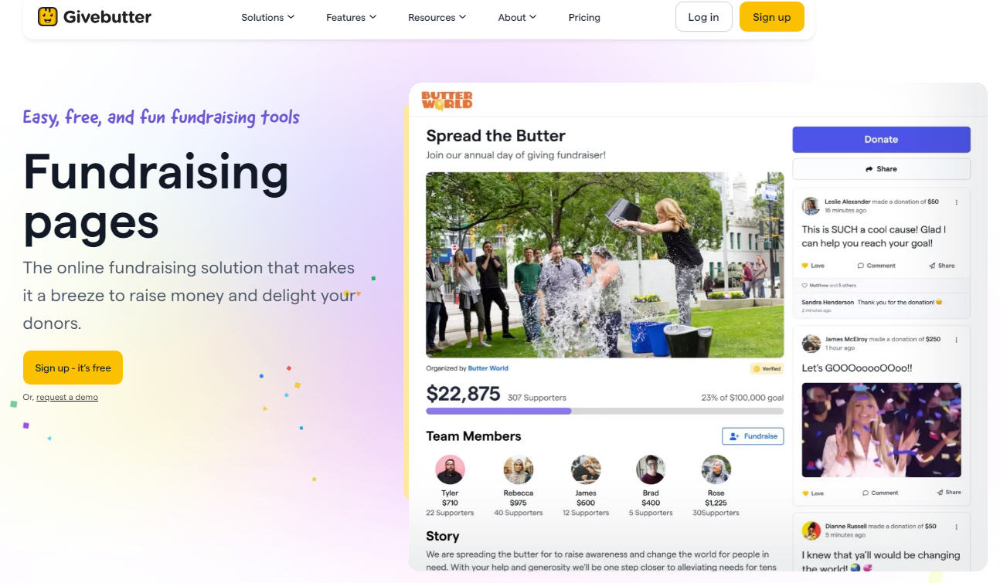 Givebutter
Solutions
Features
Resources
About
Pricing
Log in
Sign up
Easy, free, and fun fundraising tools
Fundraising
pages
The online fundraising solution that makes
it a breeze to raise money and delight your
donors.
Sign up - it's free
Or, request a demo
BUTTER
WORLD
Spread the Butter
Join our annual day of giving fundraiser!
Organized by Butter World
Verified
$22,875 307 Supporters
23% of $100,000 goal
Team Members
Fundraise
Tyler
$710
22 Supporters
Rebecca
$975
40 Supporters
James
$600
12 Supporters
Brad
$400
5 Supporters
Rose
$1,225
30Supporters
Story
We are spreading the butter for to raise awareness and change the world for people in
need. With your help and generosity we'll be one step closer to alleviating needs for tens
Donate
Share
Leslie Alexander made a donation of $50
16 minutes ago
This is SUCH a cool cause! Glad I
can help you reach your goal!
Love
Comment
Share
Matthew and 5 others
Sandra Henderson Thank you for the donation! 😊
2 minutes ago
James McElroy made a donation of $250
1 hour ago
Let's GOOOooooOOoo!!
Love
Comment
Share
Dianne Russell made a donation of $50
5 minutes ago
I knew that ya'll would be changing
the world! 🌎 💞